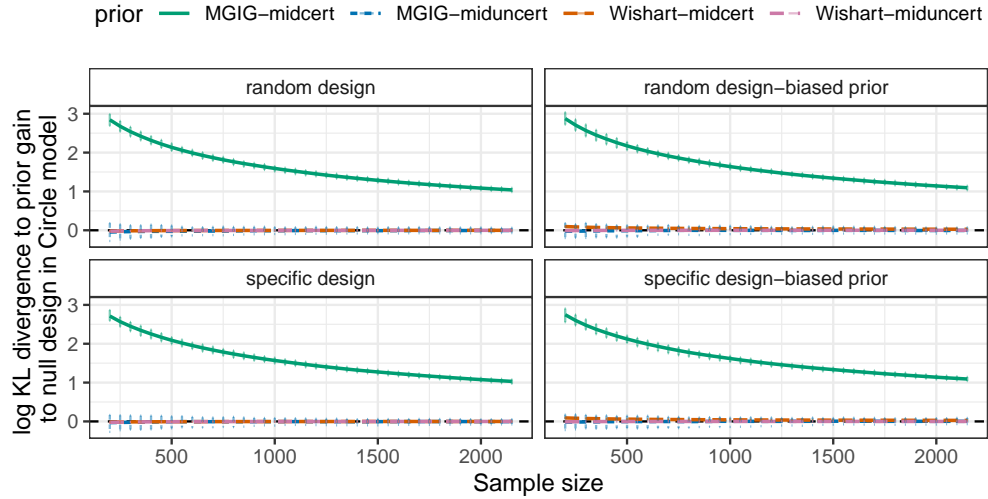 prior MGIG−midcert MGIG−miduncert Wishart−midcert Wishart−miduncert
random design
random design−biased prior
3
2
1
0
specific design
specific design−biased prior
3
2
1
0
log KL divergence to prior gain
to null design in Circle model
500 1000 1500 2000
500 1000 1500 2000
Sample size